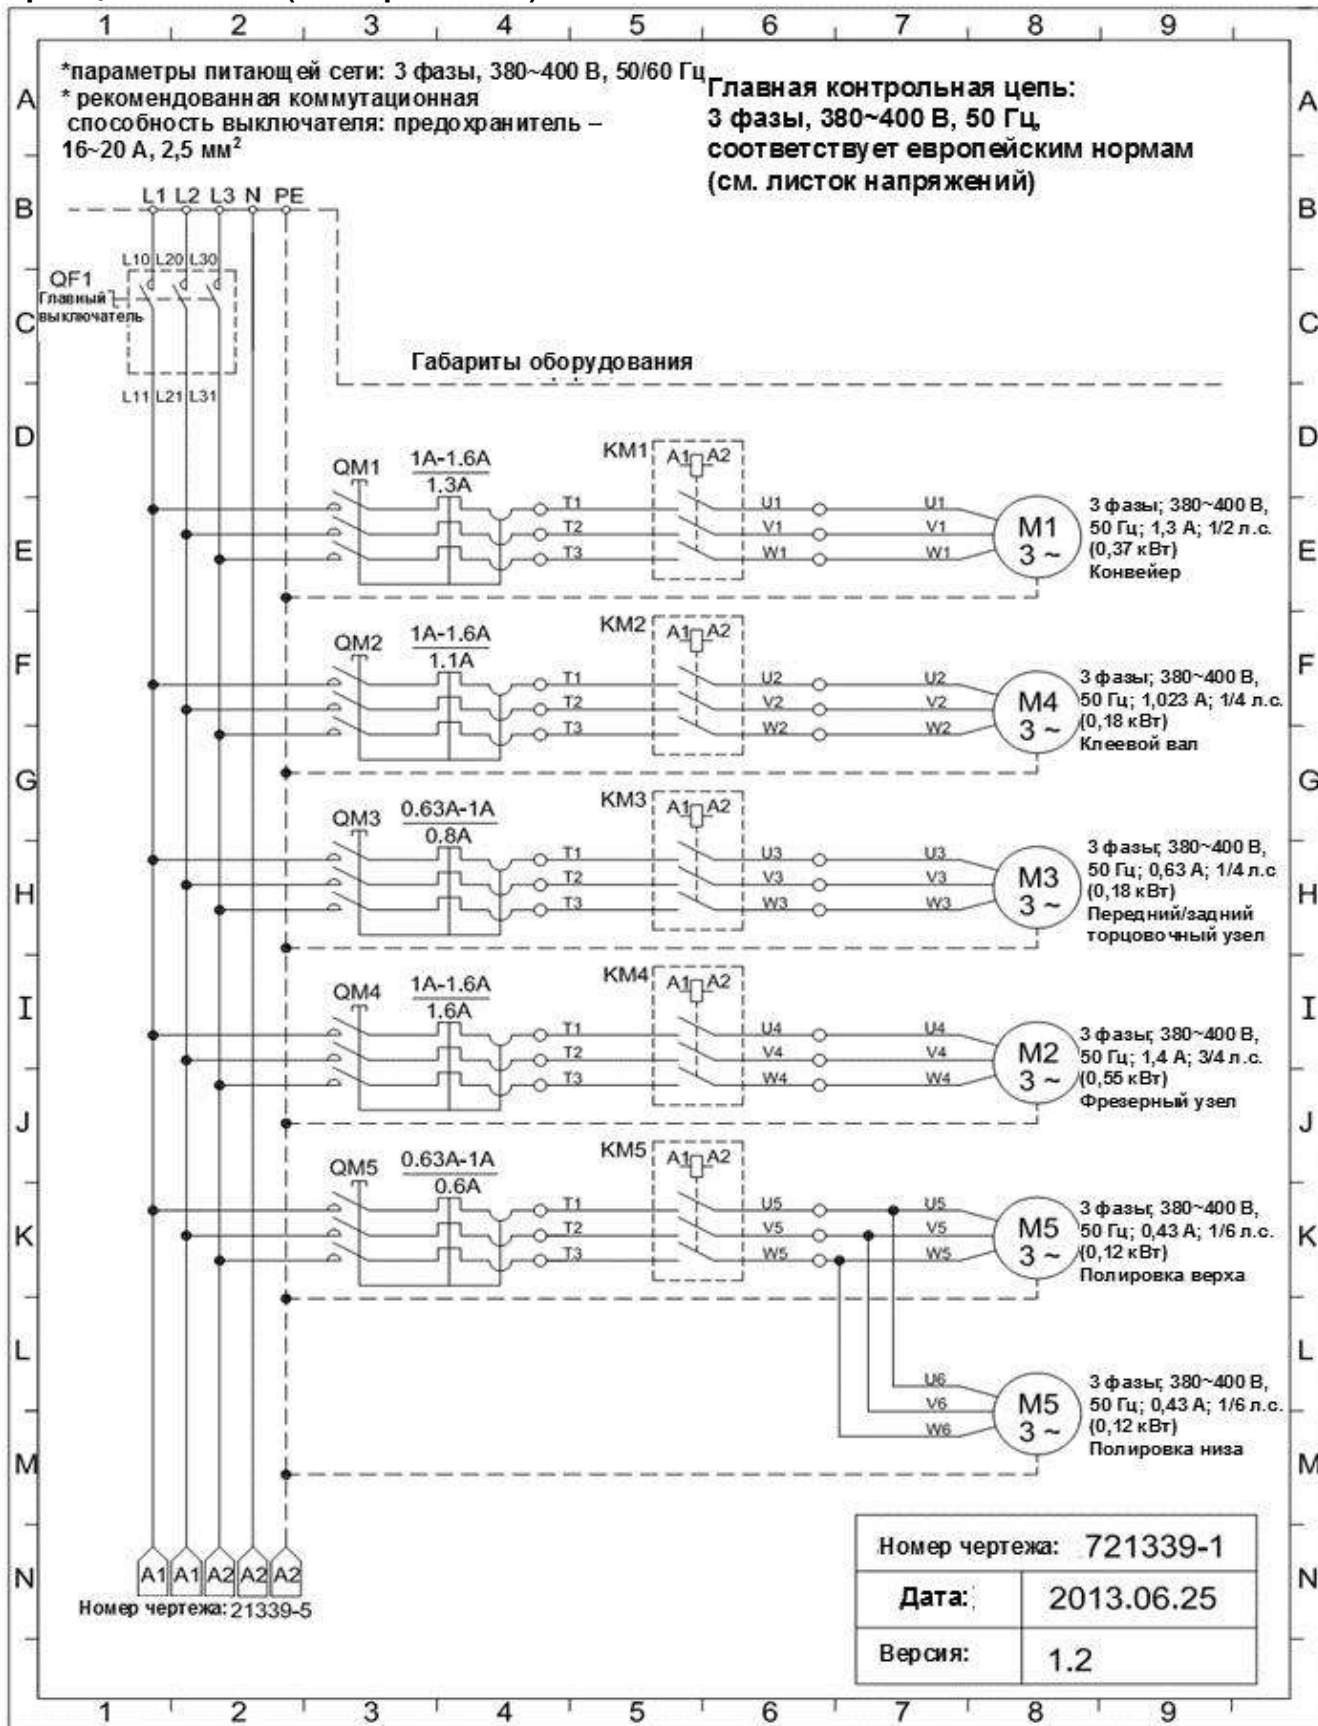 1 2 3 4 5 6 7 8 9
*параметры питающей сети: 3 фазы, 380~400 В, 50/60 Гц
* рекомендованная коммутационная
способность выключателя: предохранитель –
16~20 А, 2,5 мм²
Главная контрольная цепь:
3 фазы, 380~400 В, 50 Гц,
соответствует европейским нормам
(см. листок напряжений)
A A
B B
L1 L2 L3 N PE
L10 L20 L30
QF1
Главный
выключатель
C C
Габариты оборудования
L11 L21 L31
D D
QM1
1A-1.6A
1.3A
KM1
A1 A2
T1 U1 U1
T2 V1 V1
T3 W1 W1
M1
3 ~
3 фазы; 380~400 В,
50 Гц; 1,3 А; 1/2 л.с.
(0,37 кВт)
Конвейер
E E
QM2
1A-1.6A
1.1A
KM2
A1 A2
T1 U2 U2
T2 V2 V2
T3 W2 W2
M4
3 ~
3 фазы; 380~400 В,
50 Гц; 1,023 А; 1/4 л.с.
(0,18 кВт)
Клеевой вал
F F
G G
QM3
0.63A-1A
0.8A
KM3
A1 A2
T1 U3 U3
T2 V3 V3
T3 W3 W3
M3
3 ~
3 фазы; 380~400 В,
50 Гц; 0,63 А; 1/4 л.с
(0,18 кВт)
Передний/задний
торцовочный узел
H H
QM4
1A-1.6A
1.6A
KM4
A1 A2
T1 U4 U4
T2 V4 V4
T3 W4 W4
M2
3 ~
3 фазы; 380~400 В,
50 Гц; 1,4 А; 3/4 л.с.
(0,55 кВт)
Фрезерный узел
I I
J J
QM5
0.63A-1A
0.6A
KM5
A1 A2
T1 U5 U5
T2 V5 V5
T3 W5 W5
M5
3 ~
3 фазы; 380~400 В,
50 Гц; 0,43 А; 1/6 л.с.
(0,12 кВт)
Полировка верха
K K
L L
U6
V6
W6
M5
3 ~
3 фазы; 380~400 В,
50 Гц; 0,43 А; 1/6 л.с.
(0,12 кВт)
Полировка низа
M M
N N
A1 A1 A2 A2 A2
Номер чертежа: 21339-5
Номер чертежа: 721339-1
Дата: 2013.06.25
Версия: 1.2
1 2 3 4 5 6 7 8 9